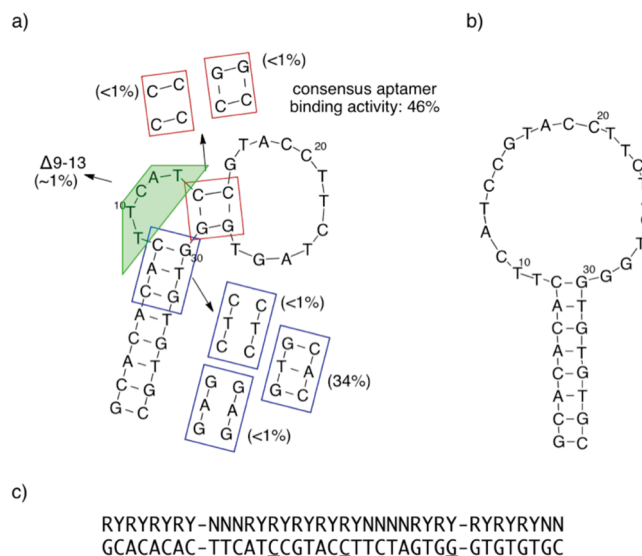 a)
b)
(<1%)
C-C
C-C
G-G
C-C
(<1%)
consensus aptamer
binding activity: 46%
Δ9-13
(~1%)
10
T T C A T
C-C
C-G
G T A C C T T C T A G T G
20
30
C-G
A-T
C-G
A-T
C-G
A-T
C-G
G-C
C C
T T
C C
(<1%)
G-C
T-A
G-C
(34%)
G G
A A
G G
(<1%)
T T C A T C C G T A C C T T C
T G G G
10
20
30
C-G
A-T
C-G
A-T
C-G
A-T
C-G
G-C
c)
RYRYRYRY-NNNRYRYRYRYRYNNNNRYRY-RYRYRYNN
GCACACAC-TTCATCCGTACCTTCTAGTGG-GTGTGTGC